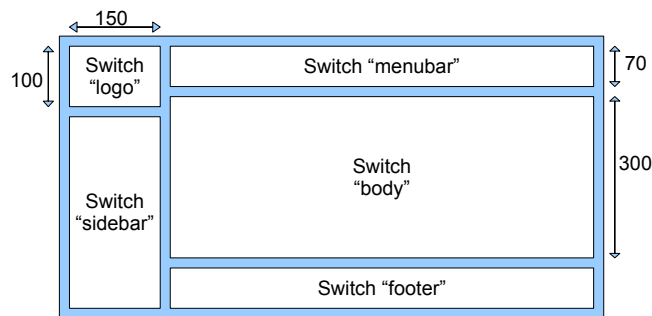 150
100
Switch
“logo”
Switch “menubar”
70
Switch
“sidebar”
Switch
“body”
300
Switch “footer”